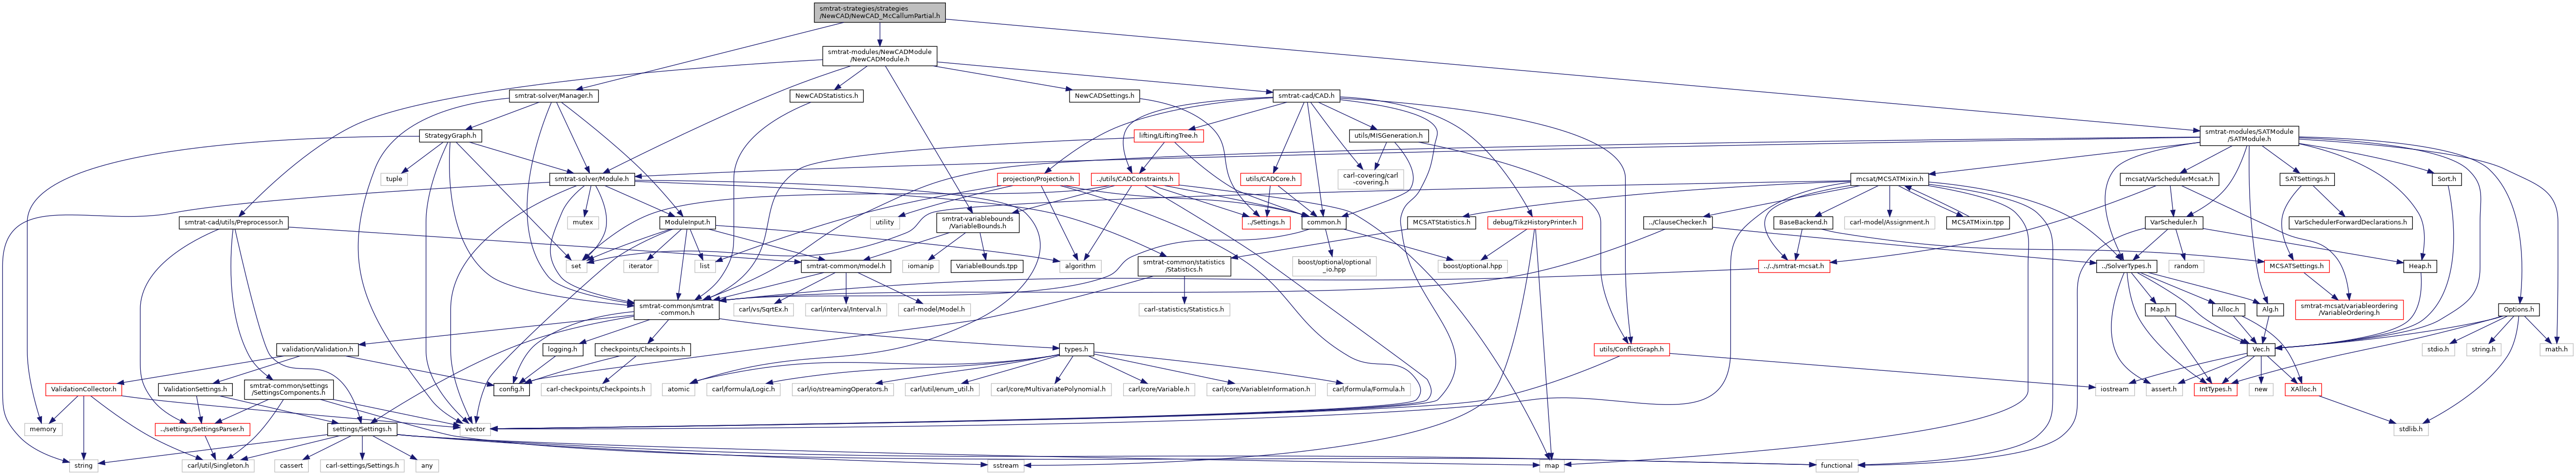 smtrat-strategies/strategies
/NewCAD/NewCAD_McCallumPartial.h
smtrat-modules/NewCADModule
/NewCADModule.h
smtrat-solver/Manager.h
NewCADStatistics.h
NewCADSettings.h
smtrat-cad/CAD.h
StrategyGraph.h
lifting/LiftingTree.h
utils/MISGeneration.h
smtrat-modules/SATModule
/SATModule.h
tuple
smtrat-solver/Module.h
projection/Projection.h
../utils/CADConstraints.h
utils/CADCore.h
carl-covering/carl
-covering.h
mcsat/MCSATMixin.h
mcsat/VarSchedulerMcsat.h
SATSettings.h
Sort.h
smtrat-cad/utils/Preprocessor.h
mutex
ModuleInput.h
utility
smtrat-variablebounds
/VariableBounds.h
../Settings.h
common.h
MCSATStatistics.h
debug/TikzHistoryPrinter.h
../ClauseChecker.h
BaseBackend.h
carl-model/Assignment.h
MCSATMixin.tpp
VarScheduler.h
VarSchedulerForwardDeclarations.h
set
iterator
list
smtrat-common/model.h
iomanip
VariableBounds.tpp
algorithm
smtrat-common/statistics
/Statistics.h
boost/optional/optional
_io.hpp
boost/optional.hpp
../../smtrat-mcsat.h
../SolverTypes.h
random
MCSATSettings.h
Heap.h
smtrat-common/smtrat
-common.h
carl/vs/SqrtEx.h
carl/interval/Interval.h
carl-model/Model.h
carl-statistics/Statistics.h
Map.h
Alloc.h
Alg.h
smtrat-mcsat/variableordering
/VariableOrdering.h
Options.h
validation/Validation.h
logging.h
checkpoints/Checkpoints.h
types.h
utils/ConflictGraph.h
Vec.h
stdio.h
string.h
math.h
ValidationCollector.h
ValidationSettings.h
smtrat-common/settings
/SettingsComponents.h
config.h
carl-checkpoints/Checkpoints.h
atomic
carl/formula/Logic.h
carl/io/streamingOperators.h
carl/util/enum_util.h
carl/core/MultivariatePolynomial.h
carl/core/Variable.h
carl/core/VariableInformation.h
carl/formula/Formula.h
iostream
assert.h
IntTypes.h
new
XAlloc.h
memory
../settings/SettingsParser.h
settings/Settings.h
vector
stdlib.h
string
carl/util/Singleton.h
cassert
carl-settings/Settings.h
any
sstream
map
functional